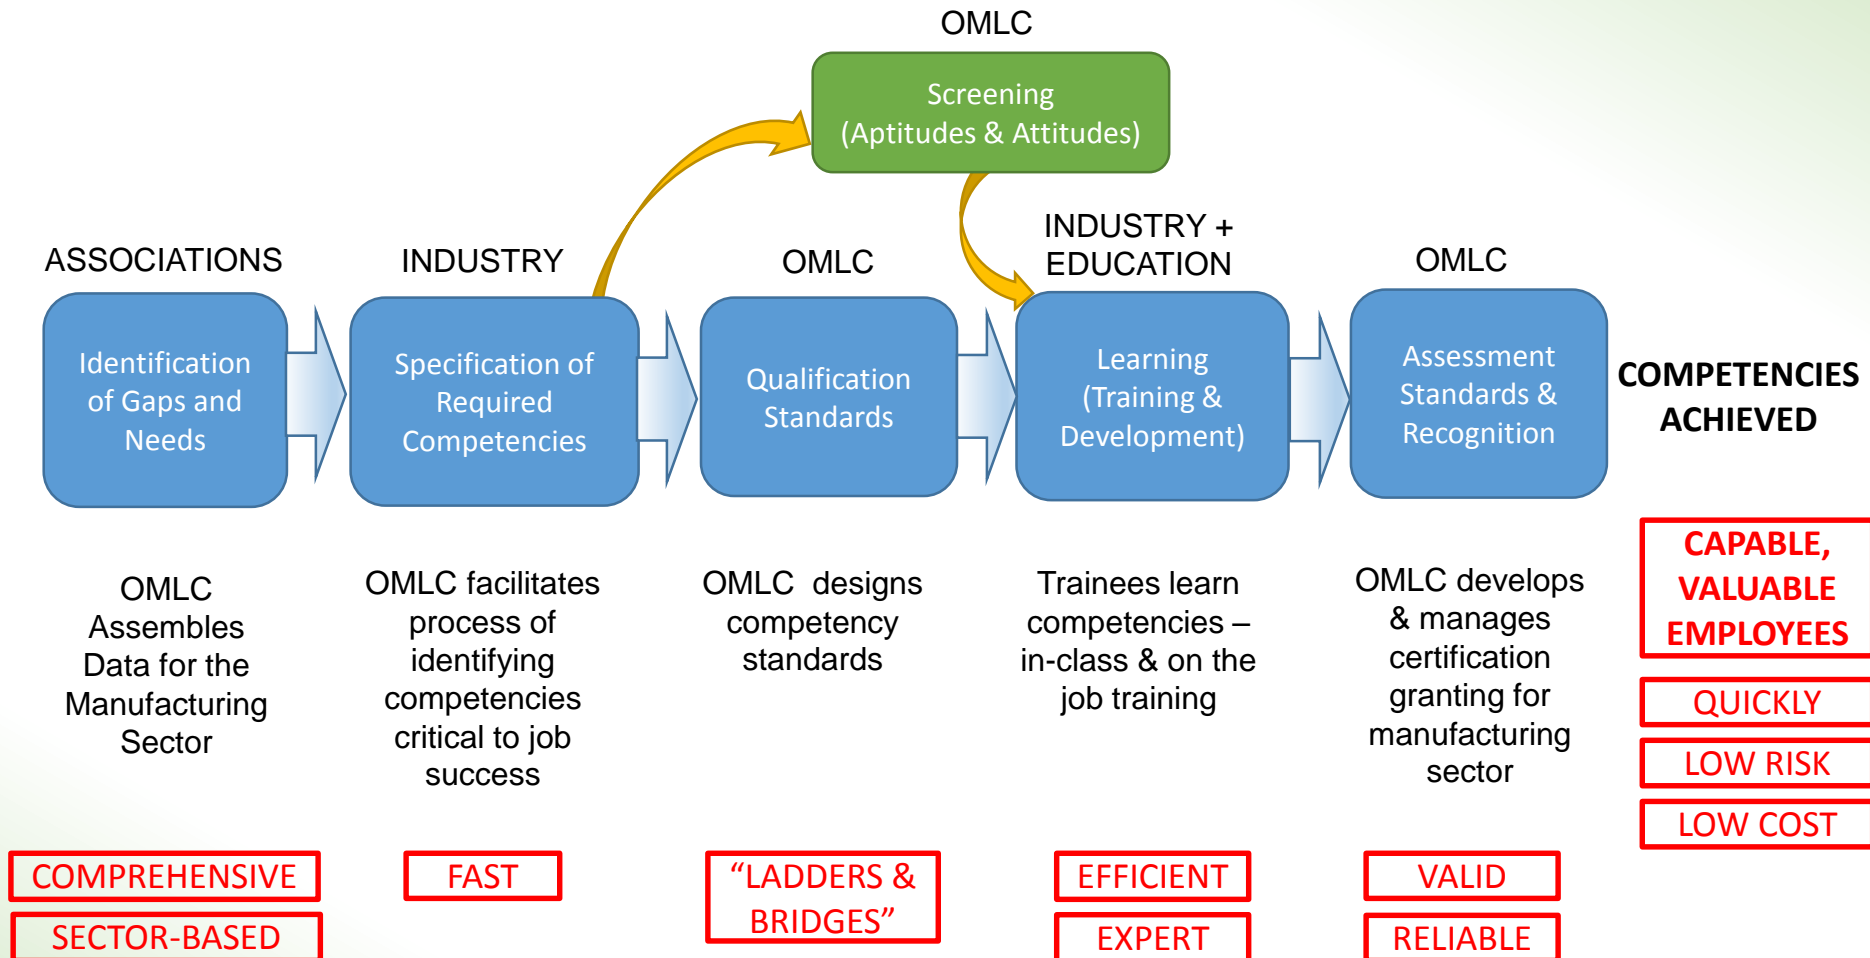 OMLC
Screening
(Aptitudes & Attitudes)
ASSOCIATIONS
INDUSTRY
OMLC
INDUSTRY +
EDUCATION
OMLC
Identification
of Gaps and
Needs
Specification of
Required
Competencies
Qualification
Standards
Learning
(Training &
Development)
Assessment
Standards &
Recognition
COMPETENCIES
ACHIEVED
OMLC
Assembles
Data for the
Manufacturing
Sector
OMLC facilitates
process of
identifying
competencies
critical to job
success
OMLC designs
competency
standards
Trainees learn
competencies –
in-class & on the
job training
OMLC develops
& manages
certification
granting for
manufacturing
sector
CAPABLE,
VALUABLE
EMPLOYEES
QUICKLY
LOW RISK
LOW COST
COMPREHENSIVE
SECTOR-BASED
FAST
“LADDERS &
BRIDGES”
EFFICIENT
EXPERT
VALID
RELIABLE